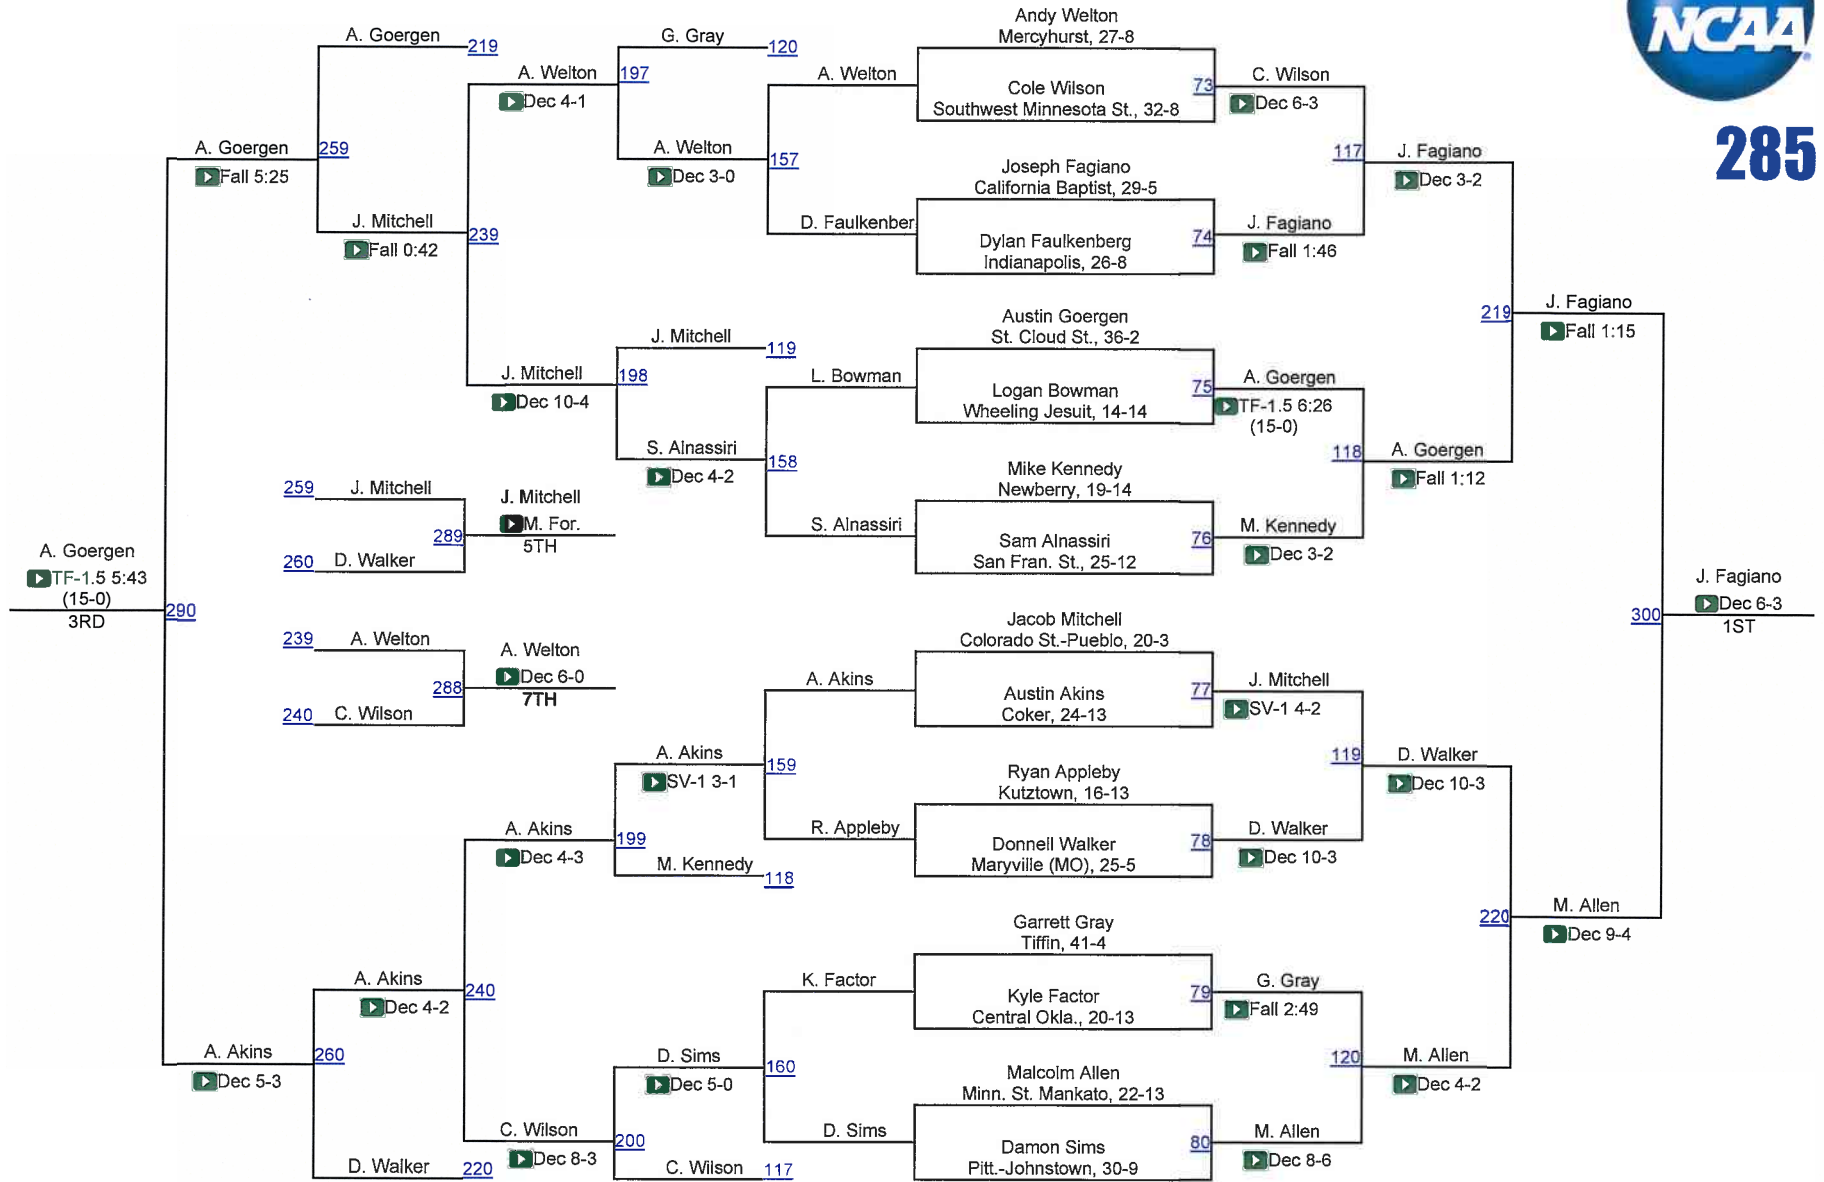 NCAA
285
A. Goergen
219
A. Welton
Dec 4-1
G. Gray
120
197
A. Welton
Dec 3-0
A. Welton
157
D. Faulkenber
Andy Welton
Mercyhurst, 27-8
Cole Wilson
Southwest Minnesota St., 32-8
73
C. Wilson
Dec 6-3
Joseph Fagiano
California Baptist, 29-5
Dylan Faulkenberg
Indianapolis, 26-8
74
J. Fagiano
Fall 1:46
117
J. Fagiano
Dec 3-2
A. Goergen
Fall 5:25
259
J. Mitchell
Fall 0:42
239
J. Mitchell
Dec 10-4
J. Mitchell
119
198
S. Alnassiri
Dec 4-2
L. Bowman
158
S. Alnassiri
Austin Goergen
St. Cloud St., 36-2
Logan Bowman
Wheeling Jesuit, 14-14
75
A. Goergen
TF-1.5 6:26
(15-0)
Mike Kennedy
Newberry, 19-14
Sam Alnassiri
San Fran. St., 25-12
76
M. Kennedy
Dec 3-2
118
A. Goergen
Fall 1:12
219
J. Fagiano
Fall 1:15
259
J. Mitchell
289
260
D. Walker
J. Mitchell
M. For.
5TH
A. Goergen
TF-1.5 5:43
(15-0)
3RD
290
239
A. Welton
288
240
C. Wilson
A. Welton
Dec 6-0
7TH
300
J. Fagiano
Dec 6-3
1ST
Jacob Mitchell
Colorado St.-Pueblo, 20-3
Austin Akins
Coker, 24-13
77
J. Mitchell
SV-1 4-2
Ryan Appleby
Kutztown, 16-13
Donnell Walker
Maryville (MO), 25-5
78
D. Walker
Dec 10-3
119
D. Walker
Dec 10-3
A. Akins
159
R. Appleby
A. Akins
SV-1 3-1
199
M. Kennedy
118
A. Akins
Dec 4-3
A. Akins
Dec 4-2
240
A. Akins
Dec 5-3
260
D. Walker
220
C. Wilson
Dec 8-3
D. Sims
Dec 5-0
200
C. Wilson
117
K. Factor
160
D. Sims
Garrett Gray
Tiffin, 41-4
Kyle Factor
Central Okla., 20-13
79
G. Gray
Fall 2:49
Malcolm Allen
Minn. St. Mankato, 22-13
Damon Sims
Pitt.-Johnstown, 30-9
80
M. Allen
Dec 8-6
120
M. Allen
Dec 4-2
220
M. Allen
Dec 9-4